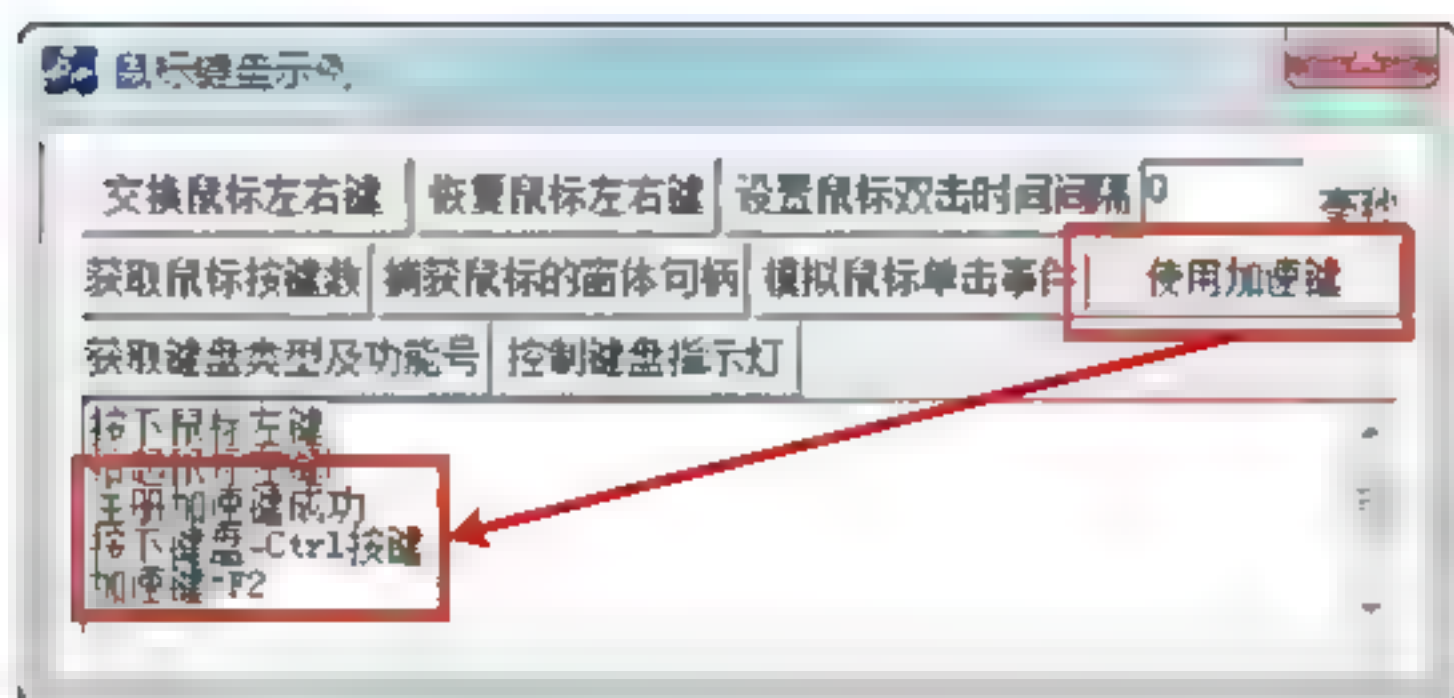 鼠标键盘示例
交换鼠标左右键 恢复鼠标左右键 设置鼠标双击时间间隔 0 毫秒
获取鼠标按键数 捕获鼠标的窗体句柄 模拟鼠标单击事件 使用加速键
获取键盘类型及功能号 控制键盘指示灯
按下鼠标左键
注册加速键成功
按下键盘-Ctrl按键
加速键-F2